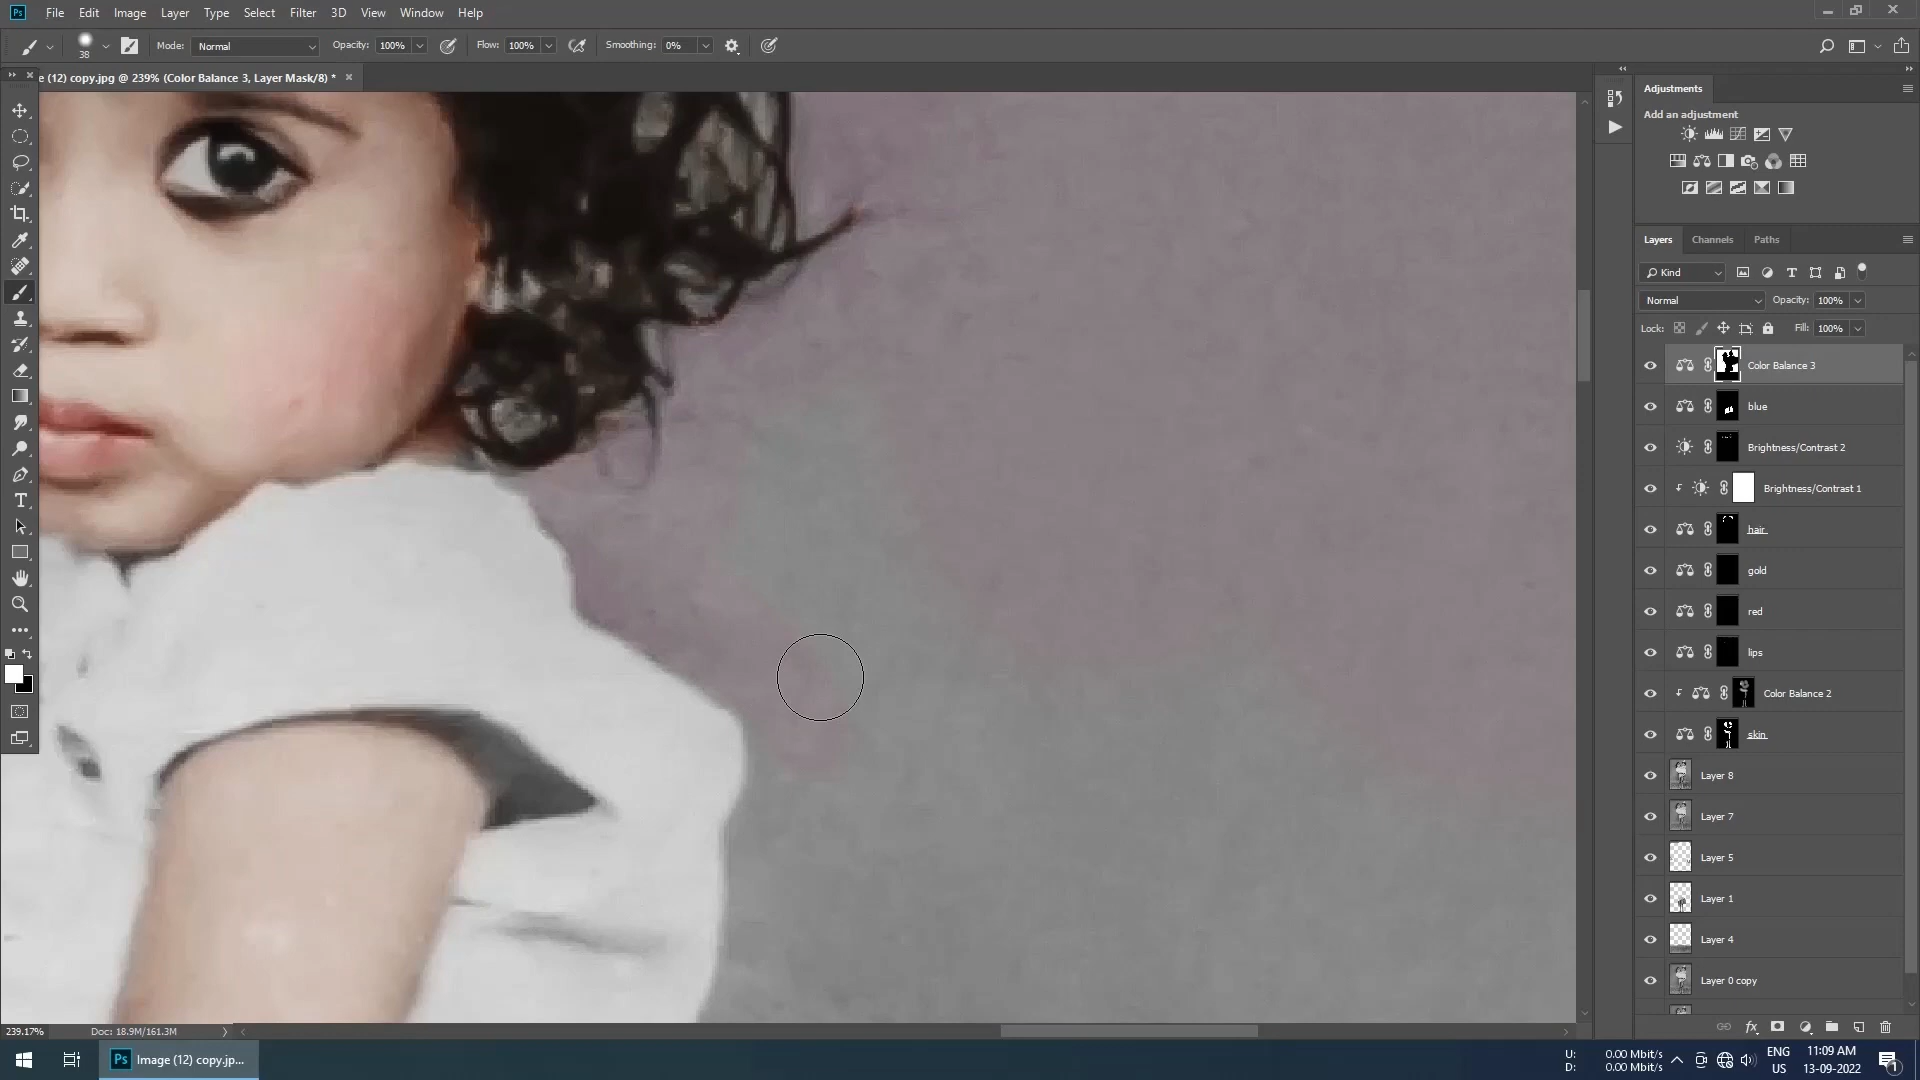 Ps File Edit Image Layer Type Select Filter 3D View Window Help
38 Mode: Normal Opacity: 100% Flow: 100% Smoothing: 0%
e (12) copy.jpg @ 239% (Color Balance 3, Layer Mask/8) *
Adjustments
Add an adjustment
Layers Channels Paths
Kind
Normal Opacity: 100%
Lock: Fill: 100%
Color Balance 3
blue
Brightness/Contrast 2
Brightness/Contrast 1
hair
gold
red
lips
Color Balance 2
skin
Layer 8
Layer 7
Layer 5
Layer 1
Layer 4
Layer 0 copy
239.17% Doc: 18.9M/161.3M
Ps Image (12) copy.jp...
U: 0.00 Mbit/s
D: 0.00 Mbit/s
ENG
US
11:09 AM
13-09-2022
1